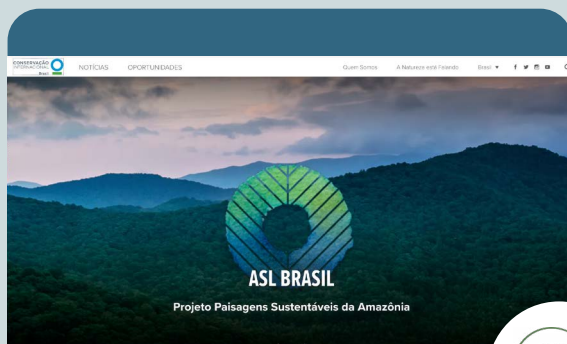 CONSERVAÇÃO
INTERNACIONAL
Brasil
NOTÍCIAS OPORTUNIDADES Quem Somos A Natureza está Falando Brasil
ASL BRASIL
Projeto Paisagens Sustentáveis da Amazônia